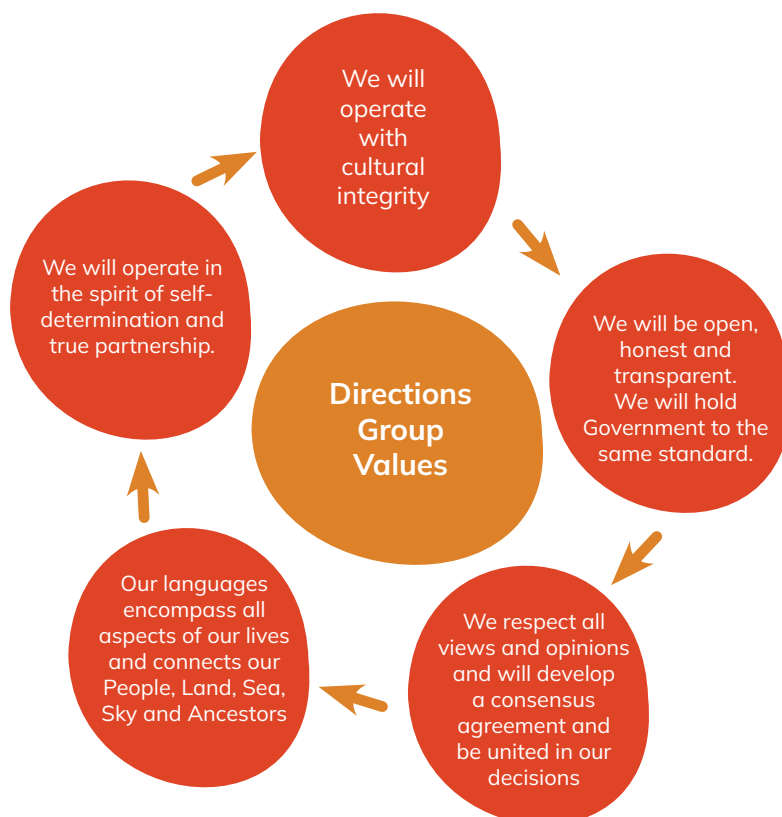 We will
operate
with
cultural
integrity
We will be open,
honest and
transparent.
We will hold
Government to the
same standard.
We respect all
views and opinions
and will develop
a consensus
agreement and
be united in our
decisions
Our languages
encompass all
aspects of our lives
and connects our
People, Land, Sea,
Sky and Ancestors
We will operate in
the spirit of self-
determination and
true partnership.
Directions
Group
Values